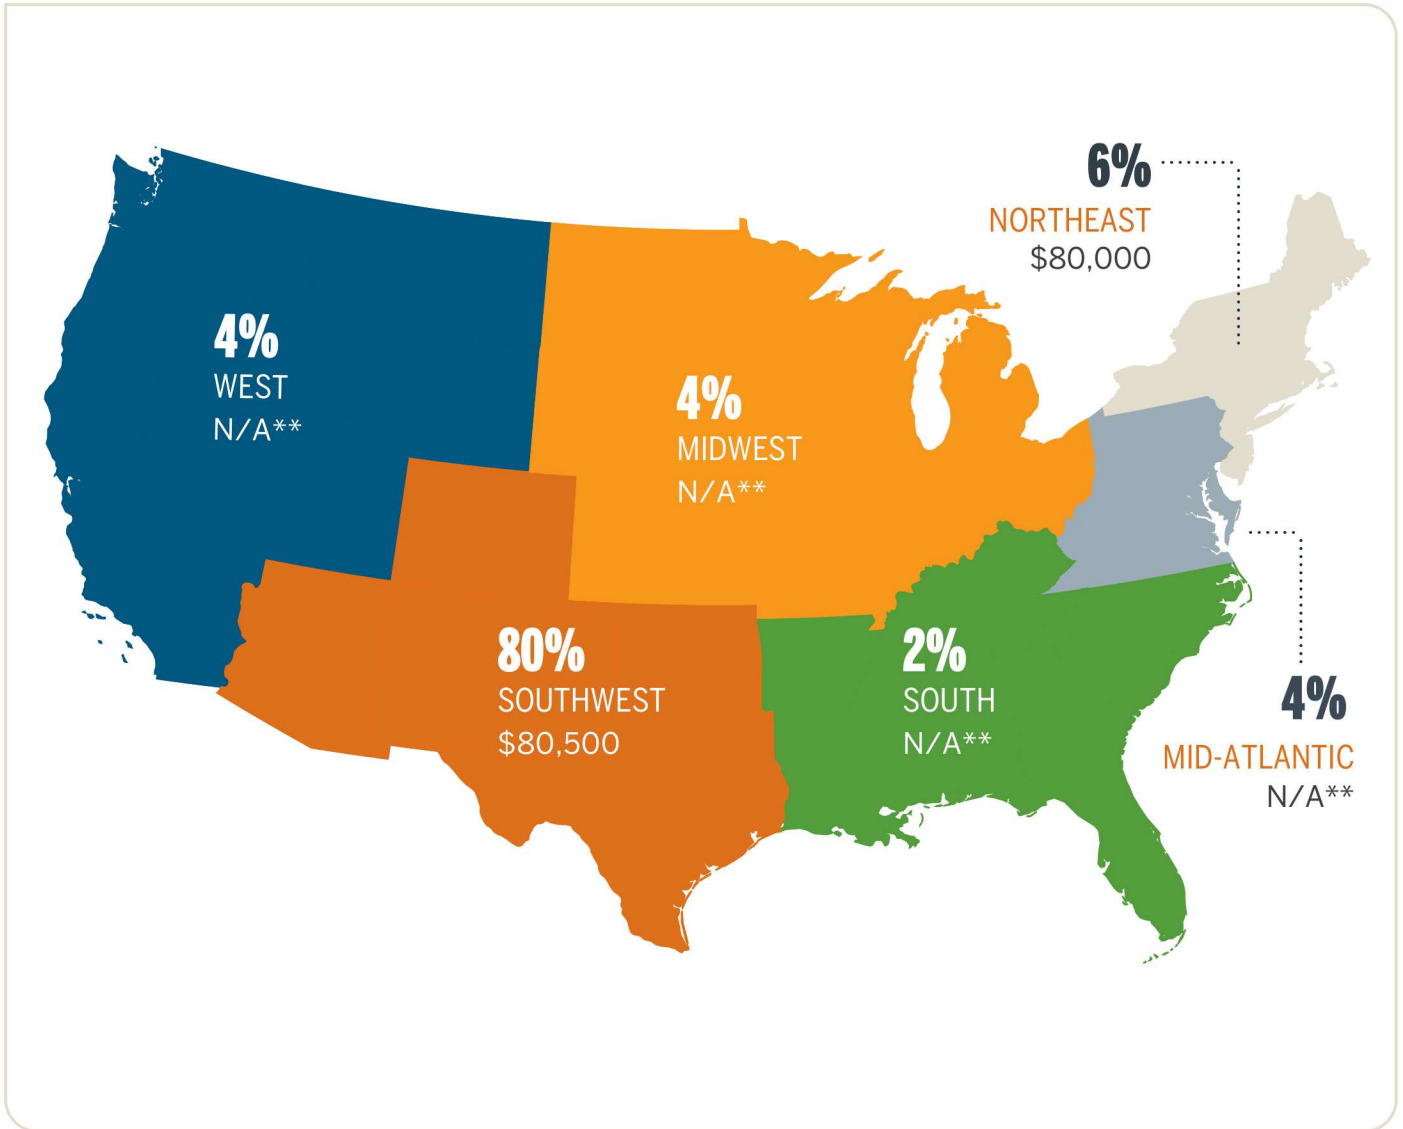 6%
NORTHEAST
$80,000
4%
WEST
N/A**
4%
MIDWEST
N/A**
80%
SOUTHWEST
$80,500
2%
SOUTH
N/A**
4%
MID-ATLANTIC
N/A**